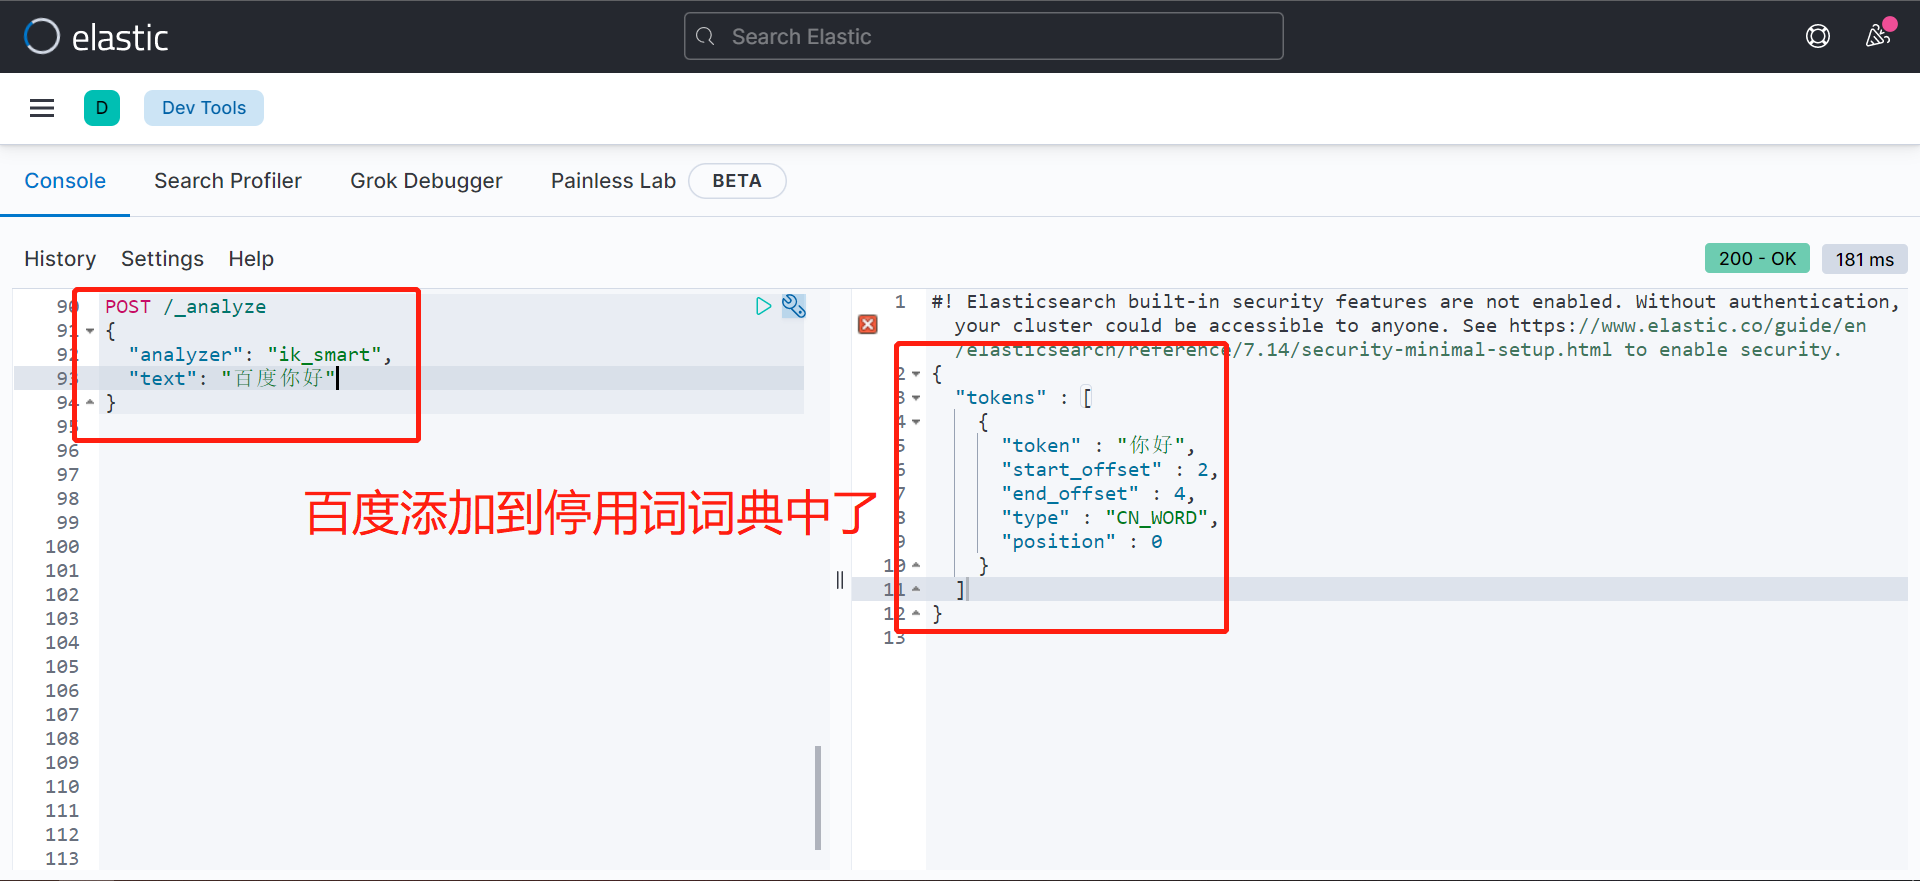 elastic
Search Elastic
D
Dev Tools
Console
Search Profiler
Grok Debugger
Painless Lab
BETA
History
Settings
Help
200 - OK
181 ms
90 POST /_analyze
91 {
92 "analyzer": "ik_smart",
93 "text": "百度你好"
94 }
95
96
97
98
99
100
101
102
103
104
105
106
107
108
109
110
111
112
113
百度添加到停用词词典中了
1 #! Elasticsearch built-in security features are not enabled. Without authentication,
your cluster could be accessible to anyone. See https://www.elastic.co/guide/en
/elasticsearch/reference/7.14/security-minimal-setup.html to enable security.
2 {
3 "tokens" : [
4 {
5 "token" : "你好",
6 "start_offset" : 2,
7 "end_offset" : 4,
8 "type" : "CN_WORD",
9 "position" : 0
10 }
11 ]
12 }
13